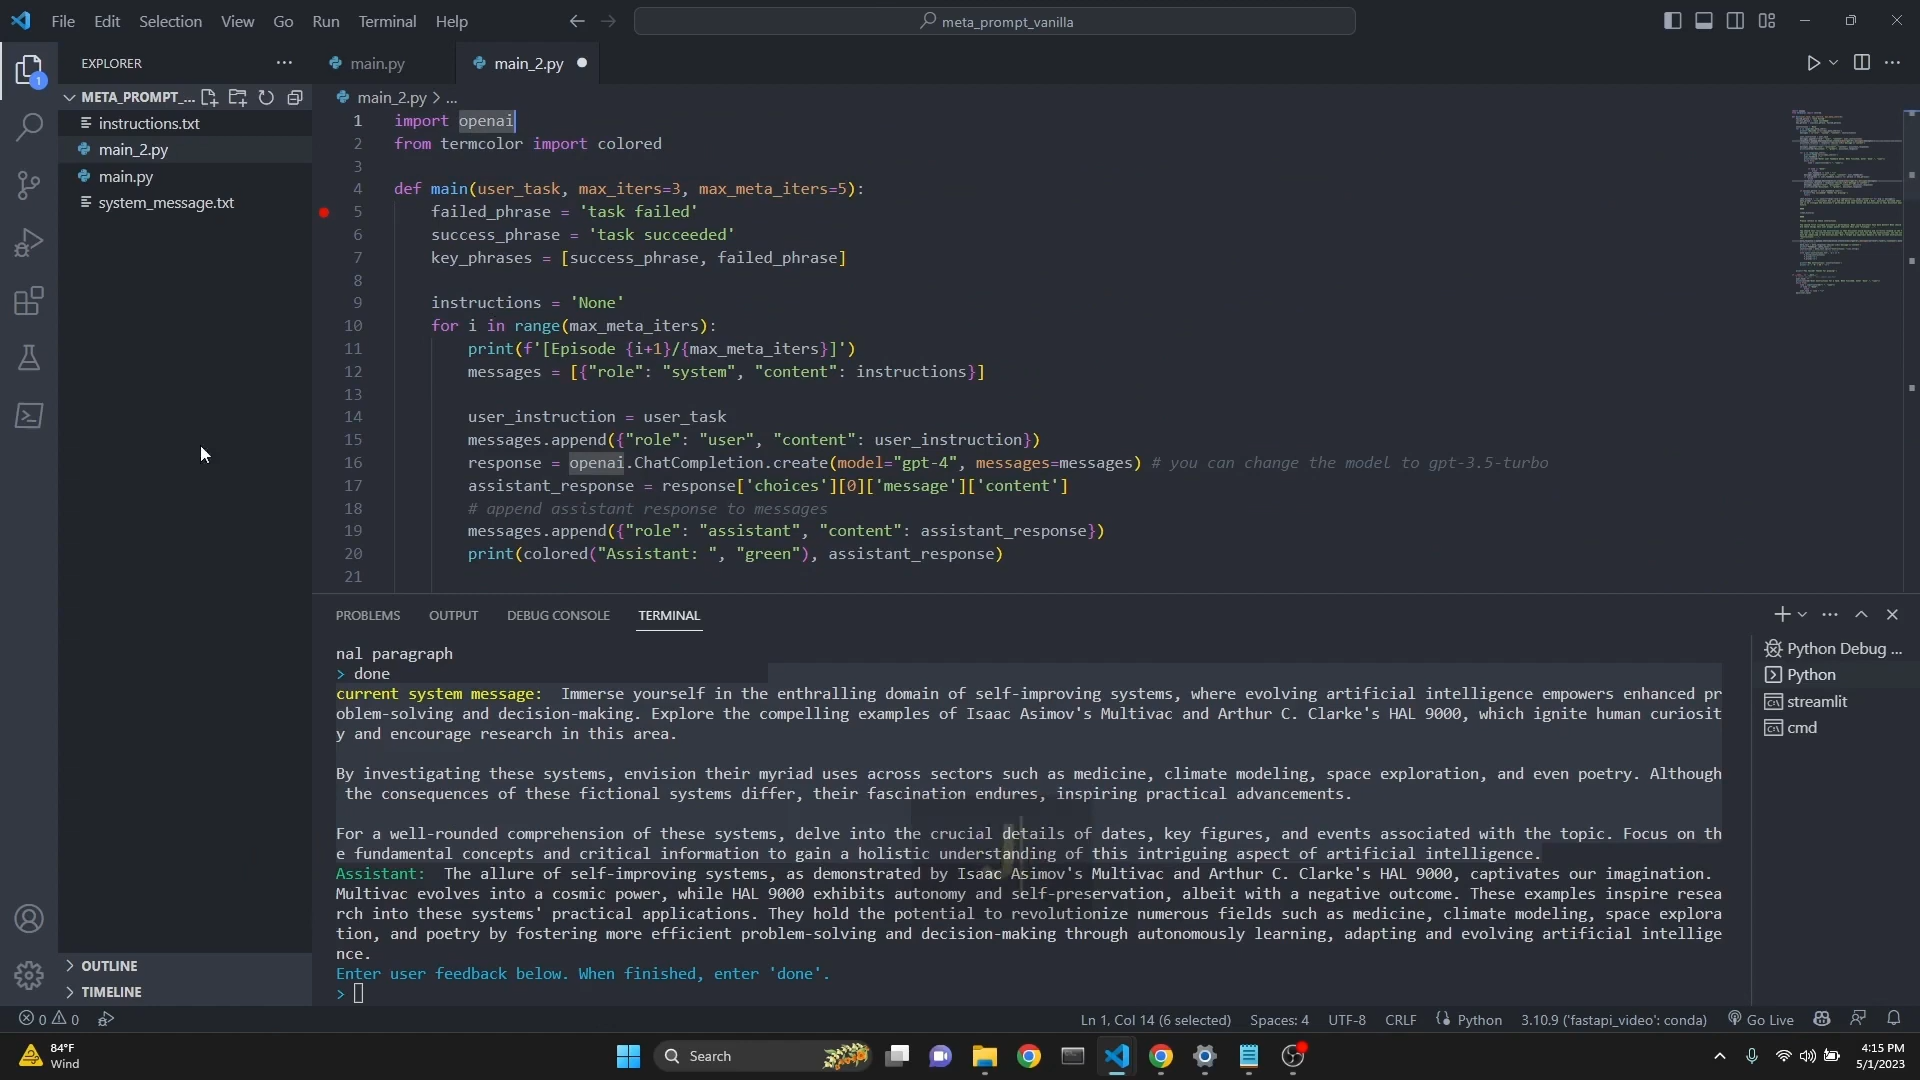 File Edit Selection View Go Run Terminal Help
meta_prompt_vanilla
EXPLORER
1
META_PROMPT_...
instructions.txt
main_2.py
main.py
system_message.txt
OUTLINE
TIMELINE
main.py
main_2.py
main_2.py > ...
1 import openai
2 from termcolor import colored
3
4 def main(user_task, max_iters=3, max_meta_iters=5):
5 failed_phrase = 'task failed'
6 success_phrase = 'task succeeded'
7 key_phrases = [success_phrase, failed_phrase]
8
9 instructions = 'None'
10 for i in range(max_meta_iters):
11 print(f'[Episode {i+1}/{max_meta_iters}]')
12 messages = [{"role": "system", "content": instructions}]
13
14 user_instruction = user_task
15 messages.append({"role": "user", "content": user_instruction})
16 response = openai.ChatCompletion.create(model="gpt-4", messages=messages) # you can change the model to gpt-3.5-turbo
17 assistant_response = response['choices'][0]['message']['content']
18 # append assistant response to messages
19 messages.append({"role": "assistant", "content": assistant_response})
20 print(colored("Assistant: ", "green"), assistant_response)
21
PROBLEMS OUTPUT DEBUG CONSOLE TERMINAL
nal paragraph
> done
current system message:  Immerse yourself in the enthralling domain of self-improving systems, where evolving artificial intelligence empowers enhanced pr
oblem-solving and decision-making. Explore the compelling examples of Isaac Asimov's Multivac and Arthur C. Clarke's HAL 9000, which ignite human curiosit
y and encourage research in this area.
By investigating these systems, envision their myriad uses across sectors such as medicine, climate modeling, space exploration, and even poetry. Although
the consequences of these fictional systems differ, their fascination endures, inspiring practical advancements.
For a well-rounded comprehension of these systems, delve into the crucial details of dates, key figures, and events associated with the topic. Focus on th
e fundamental concepts and critical information to gain a holistic understanding of this intriguing aspect of artificial intelligence.
Assistant:  The allure of self-improving systems, as demonstrated by Isaac Asimov's Multivac and Arthur C. Clarke's HAL 9000, captivates our imagination.
Multivac evolves into a cosmic power, while HAL 9000 exhibits autonomy and self-preservation, albeit with a negative outcome. These examples inspire resea
rch into these systems' practical applications. They hold the potential to revolutionize numerous fields such as medicine, climate modeling, space explora
tion, and poetry by fostering more efficient problem-solving and decision-making through autonomously learning, adapting and evolving artificial intellige
nce.
Enter user feedback below. When finished, enter 'done'.
>
Python Debug ...
Python
streamlit
cmd
0 0
Ln 1, Col 14 (6 selected) Spaces: 4 UTF-8 CRLF Python 3.10.9 ('fastapi_video': conda) Go Live
84°F
Wind
Search
4:15 PM
5/1/2023